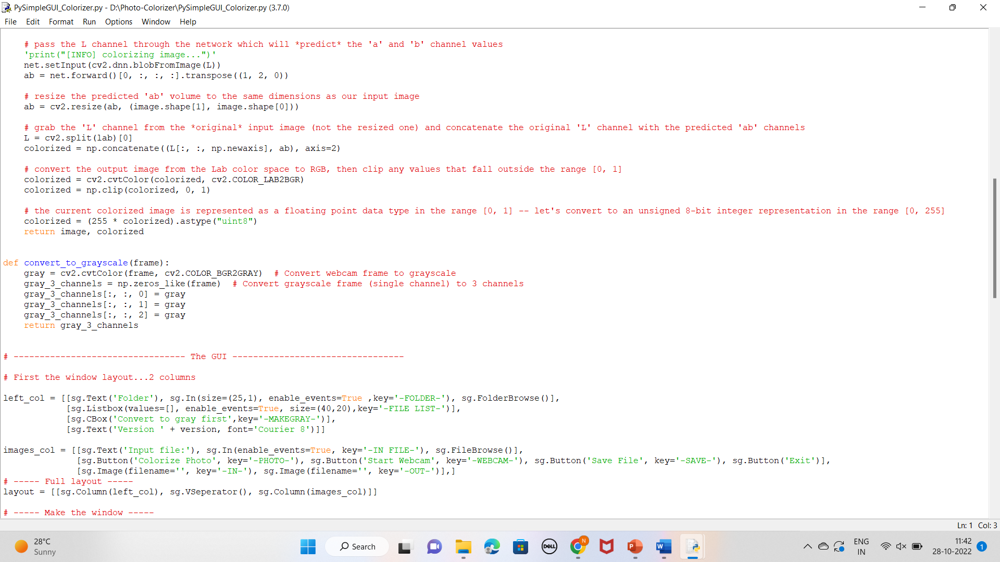 PySimpleGUI_Colorizer.py - D:\Photo-Colorizer\PySimpleGUI_Colorizer.py (3.7.0)
File Edit Format Run Options Window Help
    # pass the L channel through the network which will *predict* the 'a' and 'b' channel values
    'print("[INFO] colorizing image...")'
    net.setInput(cv2.dnn.blobFromImage(L))
    ab = net.forward()[0, :, :, :].transpose((1, 2, 0))

    # resize the predicted 'ab' volume to the same dimensions as our input image
    ab = cv2.resize(ab, (image.shape[1], image.shape[0]))

    # grab the 'L' channel from the *original* input image (not the resized one) and concatenate the original 'L' channel with the predicted 'ab' channels
    L = cv2.split(lab)[0]
    colorized = np.concatenate((L[:, :, np.newaxis], ab), axis=2)

    # convert the output image from the Lab color space to RGB, then clip any values that fall outside the range [0, 1]
    colorized = cv2.cvtColor(colorized, cv2.COLOR_LAB2BGR)
    colorized = np.clip(colorized, 0, 1)

    # the current colorized image is represented as a floating point data type in the range [0, 1] -- let's convert to an unsigned 8-bit integer representation in the range [0, 255]
    colorized = (255 * colorized).astype("uint8")
    return image, colorized


def convert_to_grayscale(frame):
    gray = cv2.cvtColor(frame, cv2.COLOR_BGR2GRAY)  # Convert webcam frame to grayscale
    gray_3_channels = np.zeros_like(frame)  # Convert grayscale frame (single channel) to 3 channels
    gray_3_channels[:, :, 0] = gray
    gray_3_channels[:, :, 1] = gray
    gray_3_channels[:, :, 2] = gray
    return gray_3_channels


# --------------------------------- The GUI ---------------------------------

# First the window layout...2 columns

left_col = [[sg.Text('Folder'), sg.In(size=(25,1), enable_events=True ,key='-FOLDER-'), sg.FolderBrowse()],
            [sg.Listbox(values=[], enable_events=True, size=(40,20),key='-FILE LIST-')],
            [sg.CBox('Convert to gray first',key='-MAKEGRAY-')],
            [sg.Text('Version ' + version, font='Courier 8')]]

images_col = [[sg.Text('Input file:'), sg.In(enable_events=True, key='-IN FILE-'), sg.FileBrowse()],
              [sg.Button('Colorize Photo', key='-PHOTO-'), sg.Button('Start Webcam', key='-WEBCAM-'), sg.Button('Save File', key='-SAVE-'), sg.Button('Exit')],
              [sg.Image(filename='', key='-IN-'), sg.Image(filename='', key='-OUT-')],]
# ----- Full layout -----
layout = [[sg.Column(left_col), sg.VSeperator(), sg.Column(images_col)]]

# ----- Make the window -----
Ln: 1 Col: 3
28°C
Sunny
Search
DELL
N
P
W
ENG
IN
11:42
28-10-2022
1